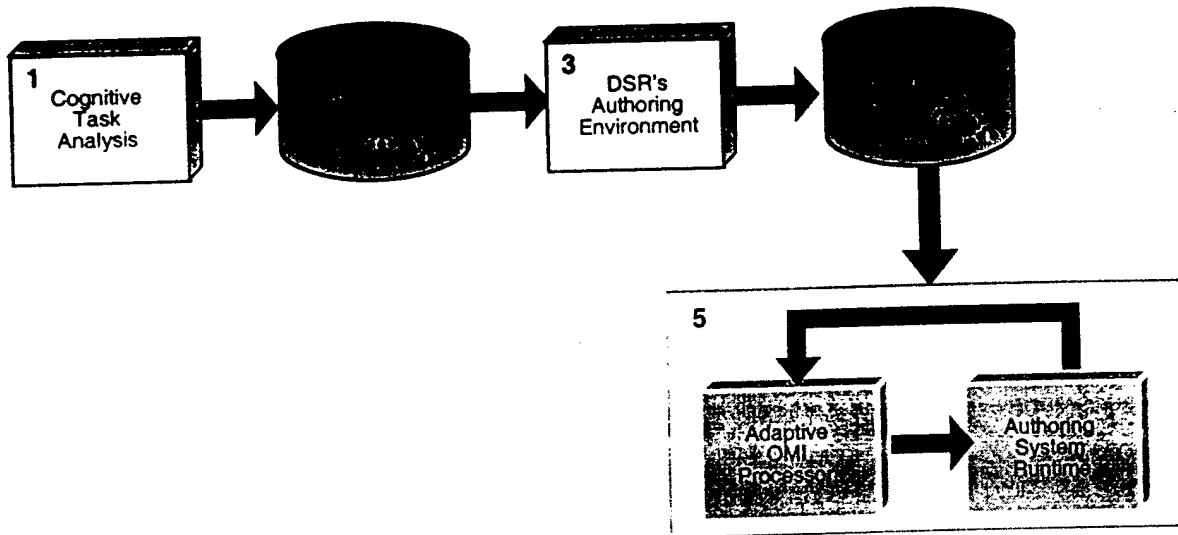 1
Cognitive
Task
Analysis
3
DSR's
Authoring
Environment
5
Adaptive
OMI
Processor
Authoring
System
Runtime